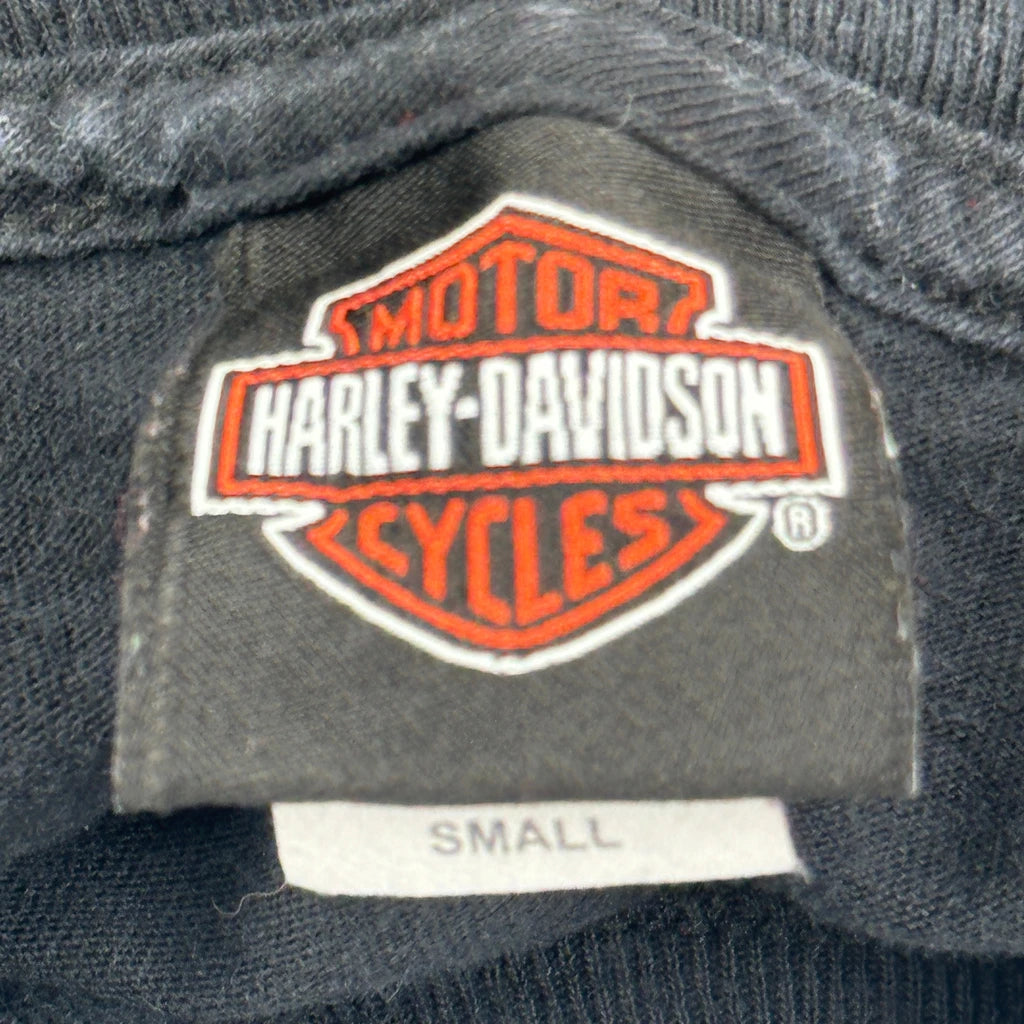 MOTOR
HARLEY-DAVIDSON
CYCLES
®
SMALL